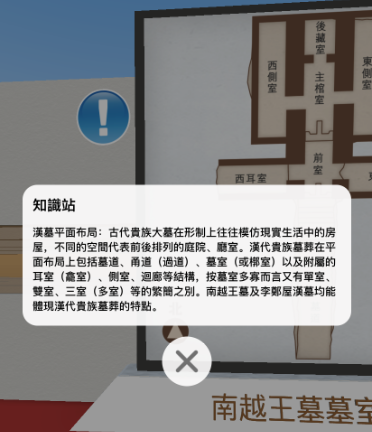 後藏室
西側室
東側室
主棺室
前室
西耳室
知識站
漢墓平面布局：古代貴族大墓在形制上往往模仿現實生活中的房
屋，不同的空間代表前後排列的庭院、廳室。漢代貴族墓葬在平
面布局上包括墓道、甬道（過道）、墓室（或槨室）以及附屬的
耳室（龕室）、側室、迴廊等結構，按墓室多寡而言又有單室、
雙室、三室（多室）等的繁簡之別。南越王墓及李鄭屋漢墓均能
體現漢代貴族墓葬的特點。
南越王墓墓室